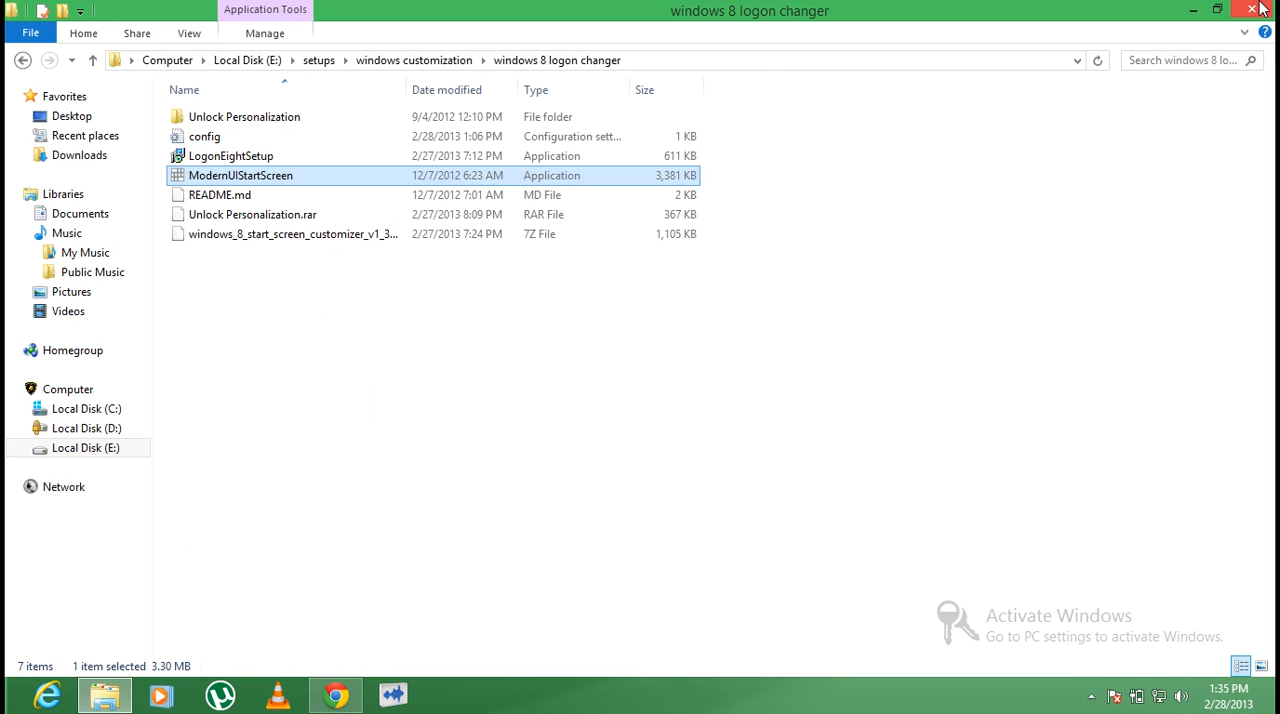 Application Tools
windows 8 logon changer
File Home Share View Manage
Computer Local Disk (E:) setups windows customization windows 8 logon changer
Search windows 8 lo...
Name Date modified Type Size
Favorites
Desktop
Recent places
Downloads
Libraries
Documents
Music
My Music
Public Music
Pictures
Videos
Homegroup
Computer
Local Disk (C:)
Local Disk (D:)
Local Disk (E:)
Network
Unlock Personalization 9/4/2012 12:10 PM File folder
config 2/28/2013 1:06 PM Configuration sett... 1 KB
LogonEightSetup 2/27/2013 7:12 PM Application 611 KB
ModernUIStartScreen 12/7/2012 6:23 AM Application 3,381 KB
README.md 12/7/2012 7:01 AM MD File 2 KB
Unlock Personalization.rar 2/27/2013 8:09 PM RAR File 367 KB
windows_8_start_screen_customizer_v1_3... 2/27/2013 7:24 PM 7Z File 1,105 KB
Activate Windows
Go to PC settings to activate Windows.
7 items 1 item selected 3.30 MB
1:35 PM
2/28/2013